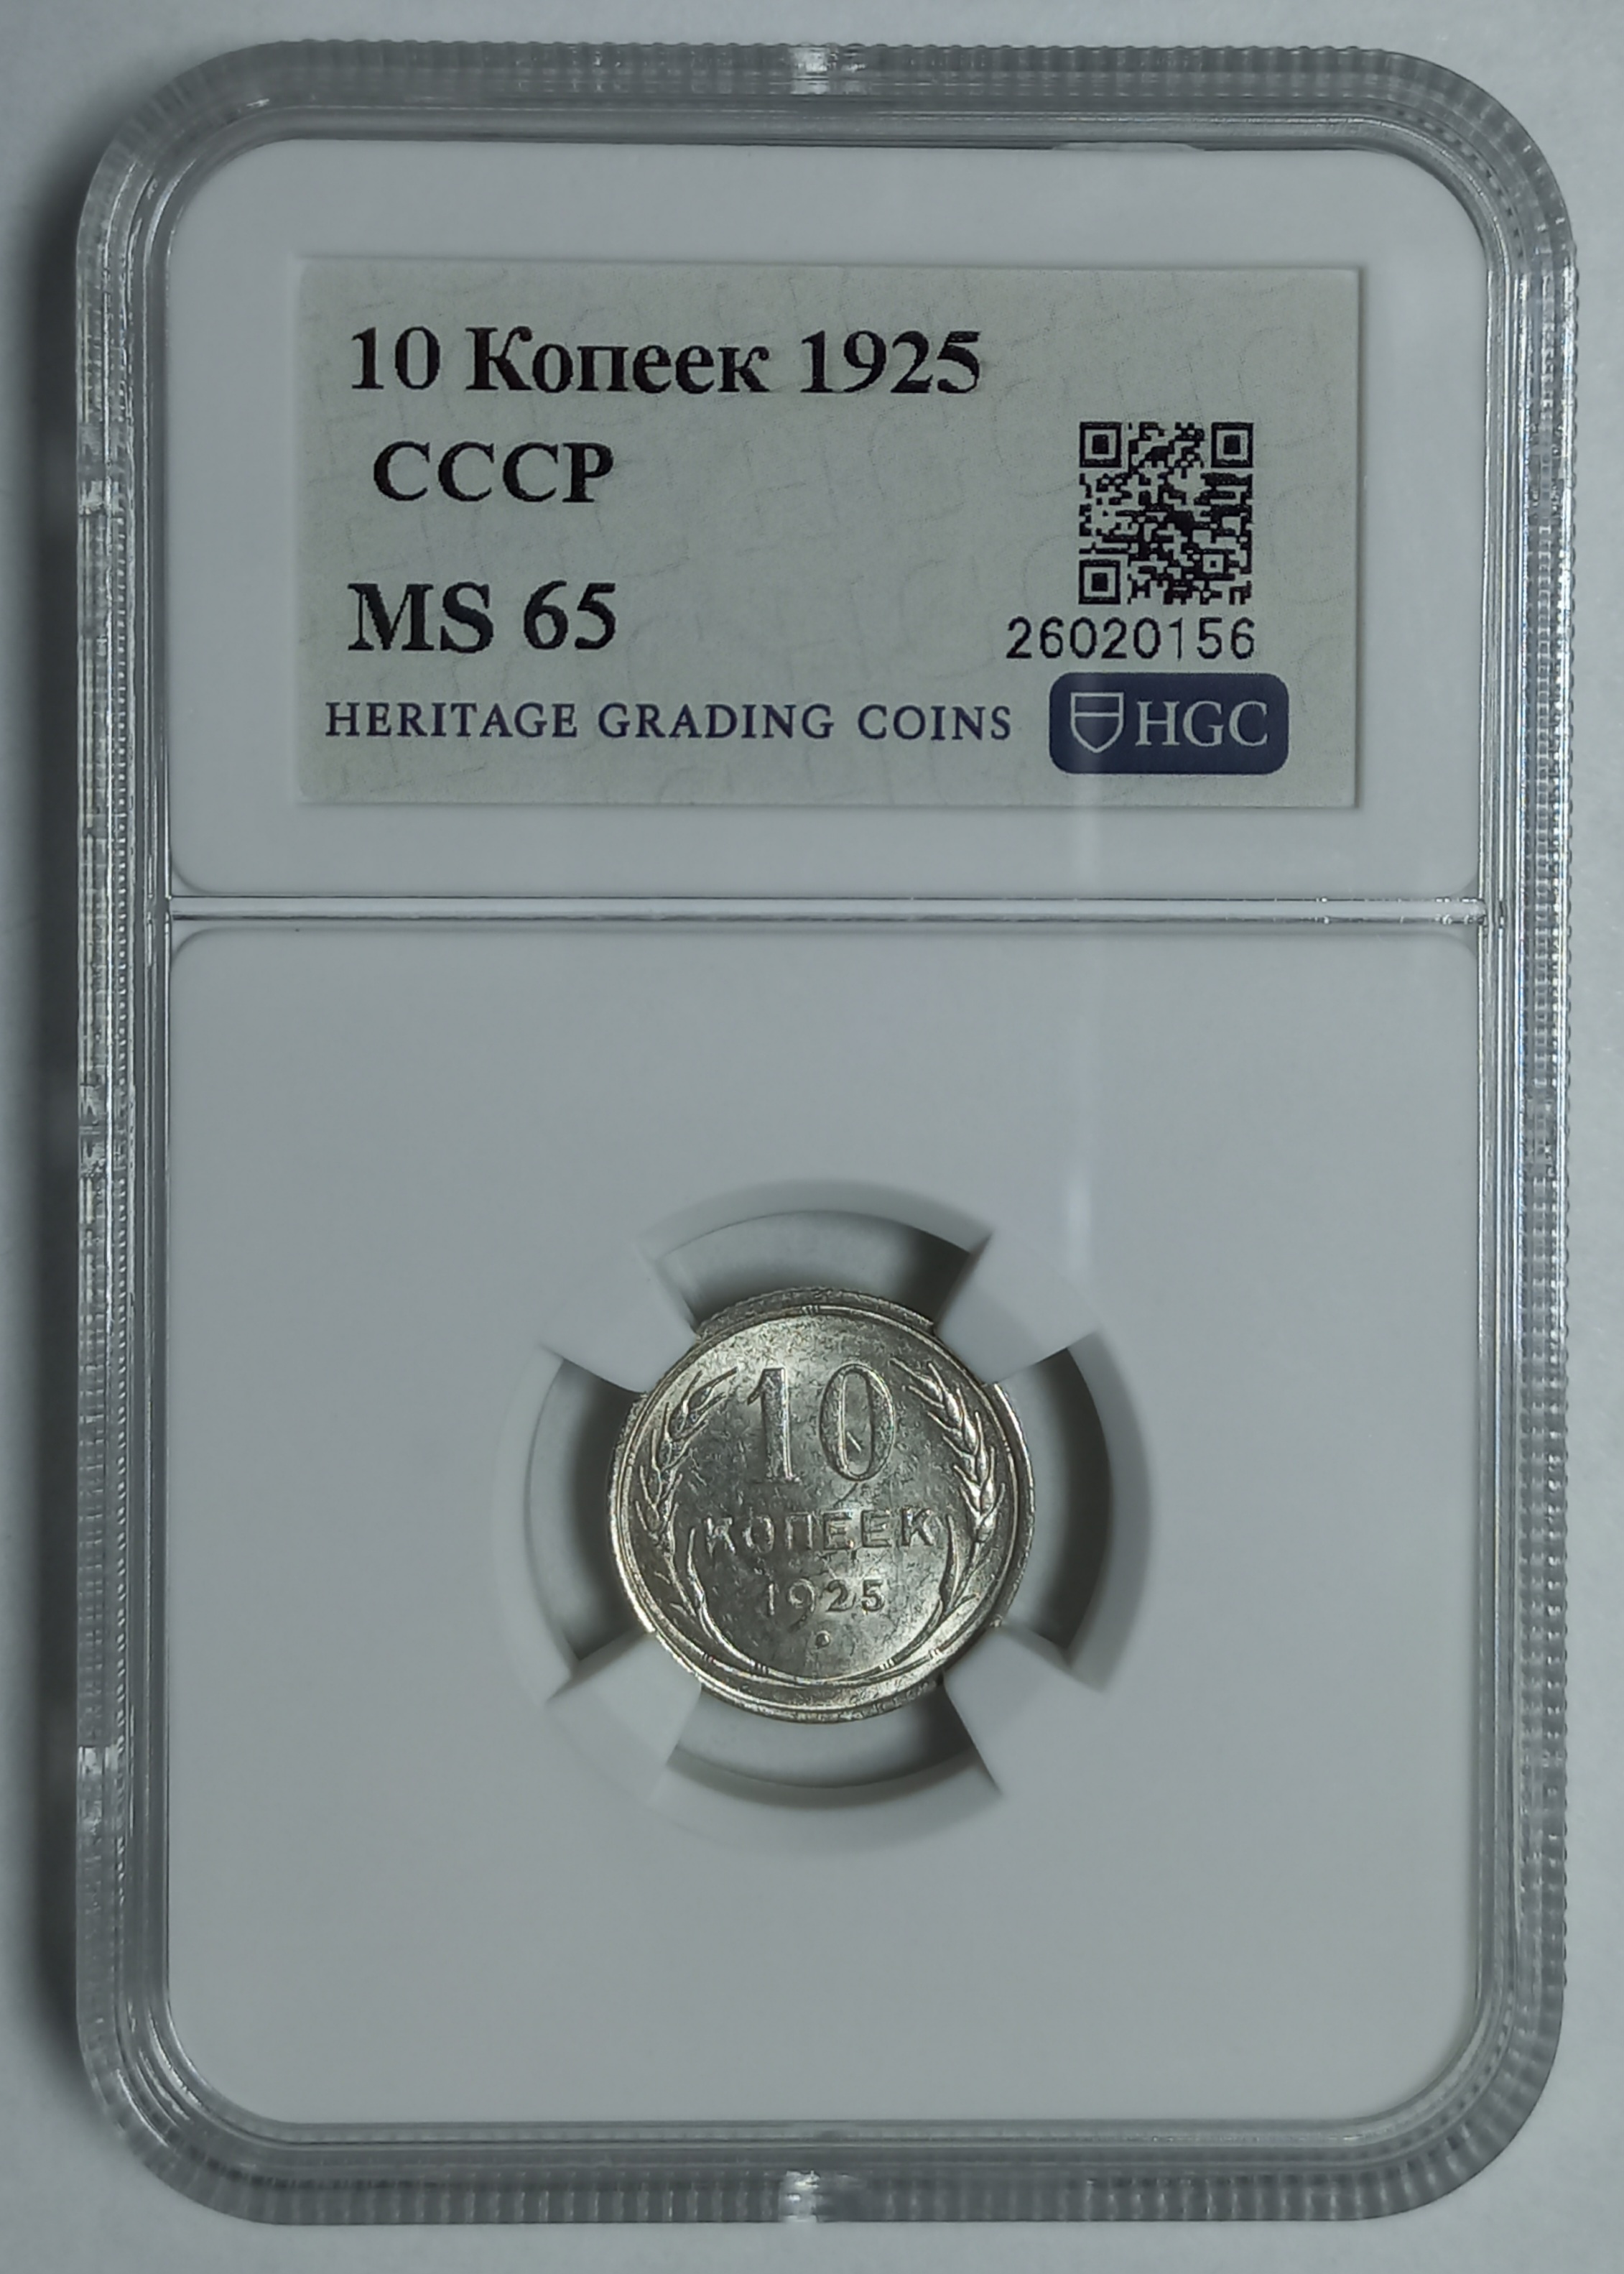 10 Копеек 1925
СССР
MS 65
26020156
HERITAGE GRADING COINS HGC
10
КОПЕЕК
1925